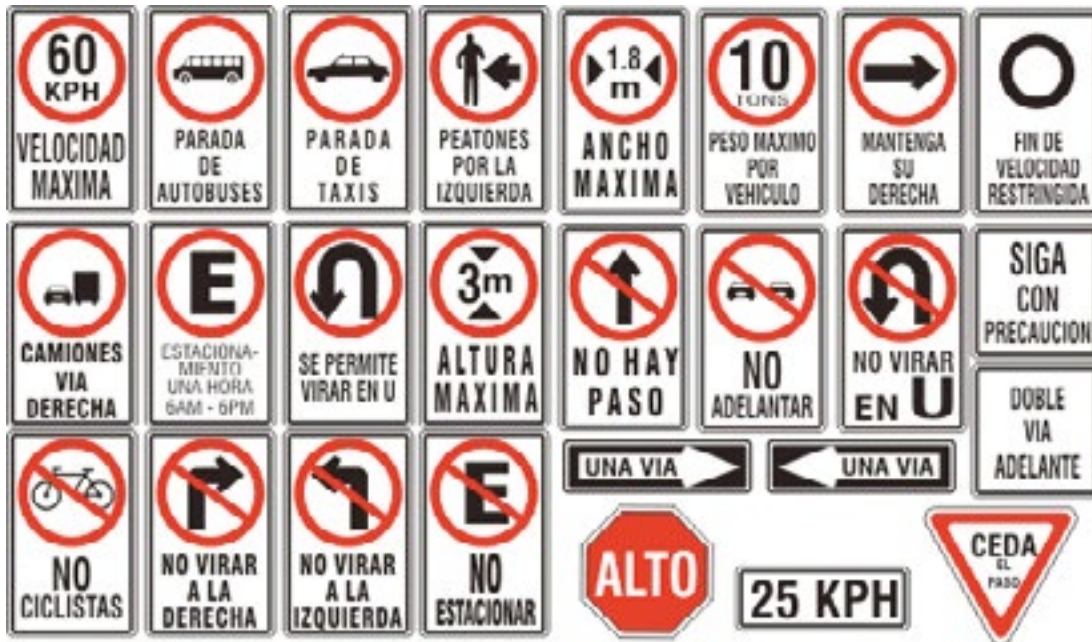 60
KPH
VELOCIDAD
MAXIMA
PARADA
DE
AUTOBUSES
PARADA
DE
TAXIS
PEATONES
POR LA
IZQUIERDA
1.8
m
ANCHO
MAXIMA
10
TONS
PESO MAXIMO
POR
VEHICULO
MANTENGA
SU
DERECHA
FIN DE
VELOCIDAD
RESTRINGIDA
CAMIONES
VIA
DERECHA
E
ESTACIONA-
MIENTO
UNA HORA
6AM - 6PM
SE PERMITE
VIRAR EN U
3m
ALTURA
MAXIMA
NO HAY
PASO
NO
ADELANTAR
NO VIRAR
EN U
SIGA
CON
PRECAUCION
DOBLE
VIA
ADELANTE
NO
CICLISTAS
NO VIRAR
A LA
DERECHA
NO VIRAR
A LA
IZQUIERDA
E
NO
ESTACIONAR
UNA VIA
UNA VIA
ALTO
25 KPH
CEDA
EL
PASO